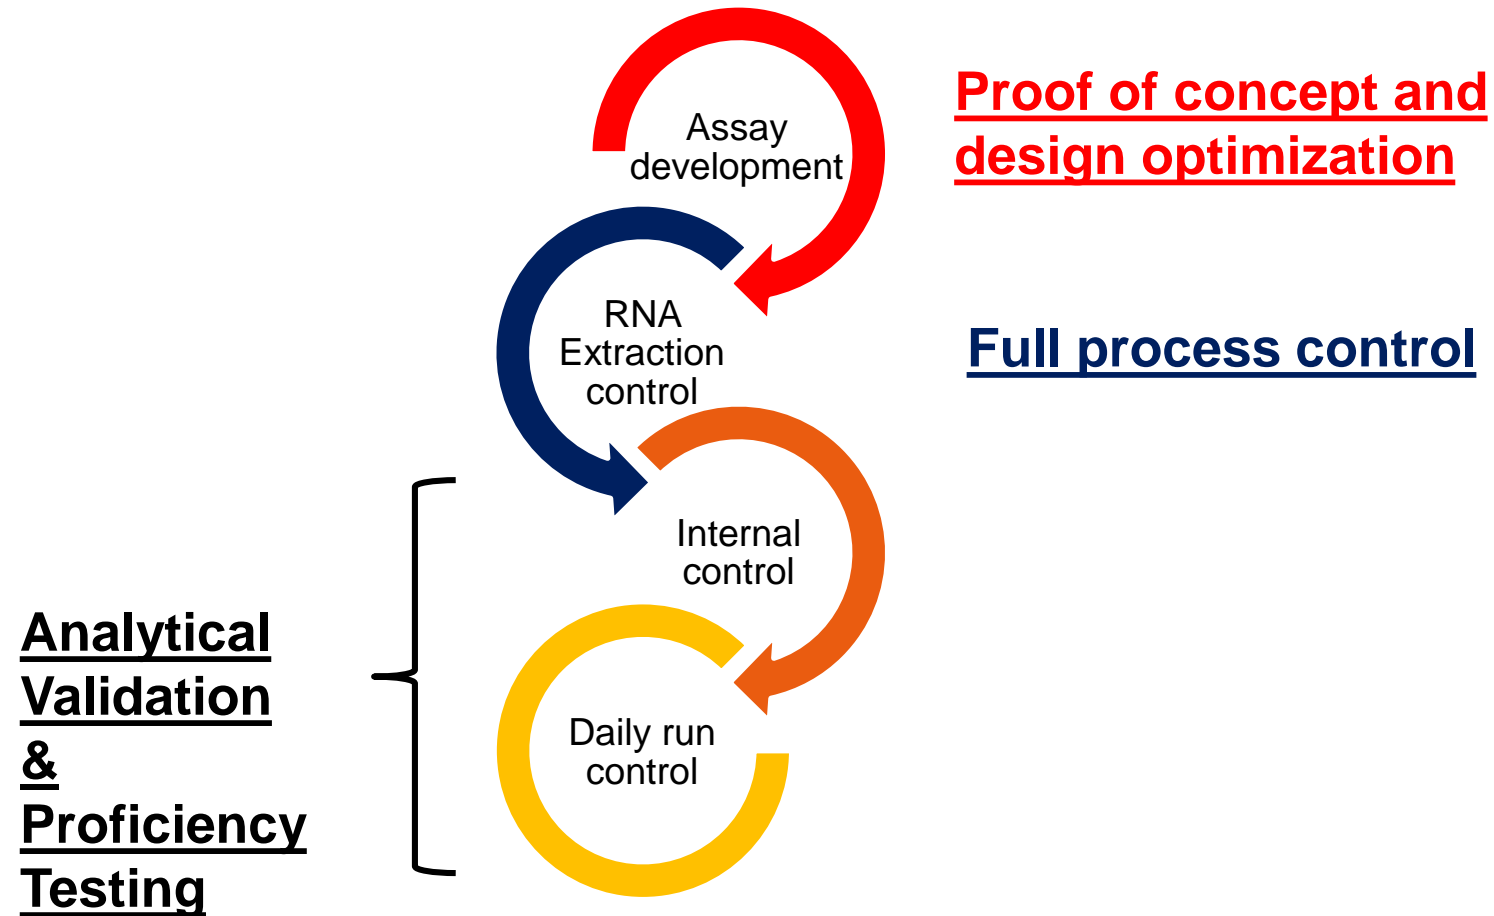 Assay
development
Proof of concept and
design optimization
RNA
Extraction
control
Full process control
Internal
control
Analytical
Validation
&
Proficiency
Testing
Daily run
control